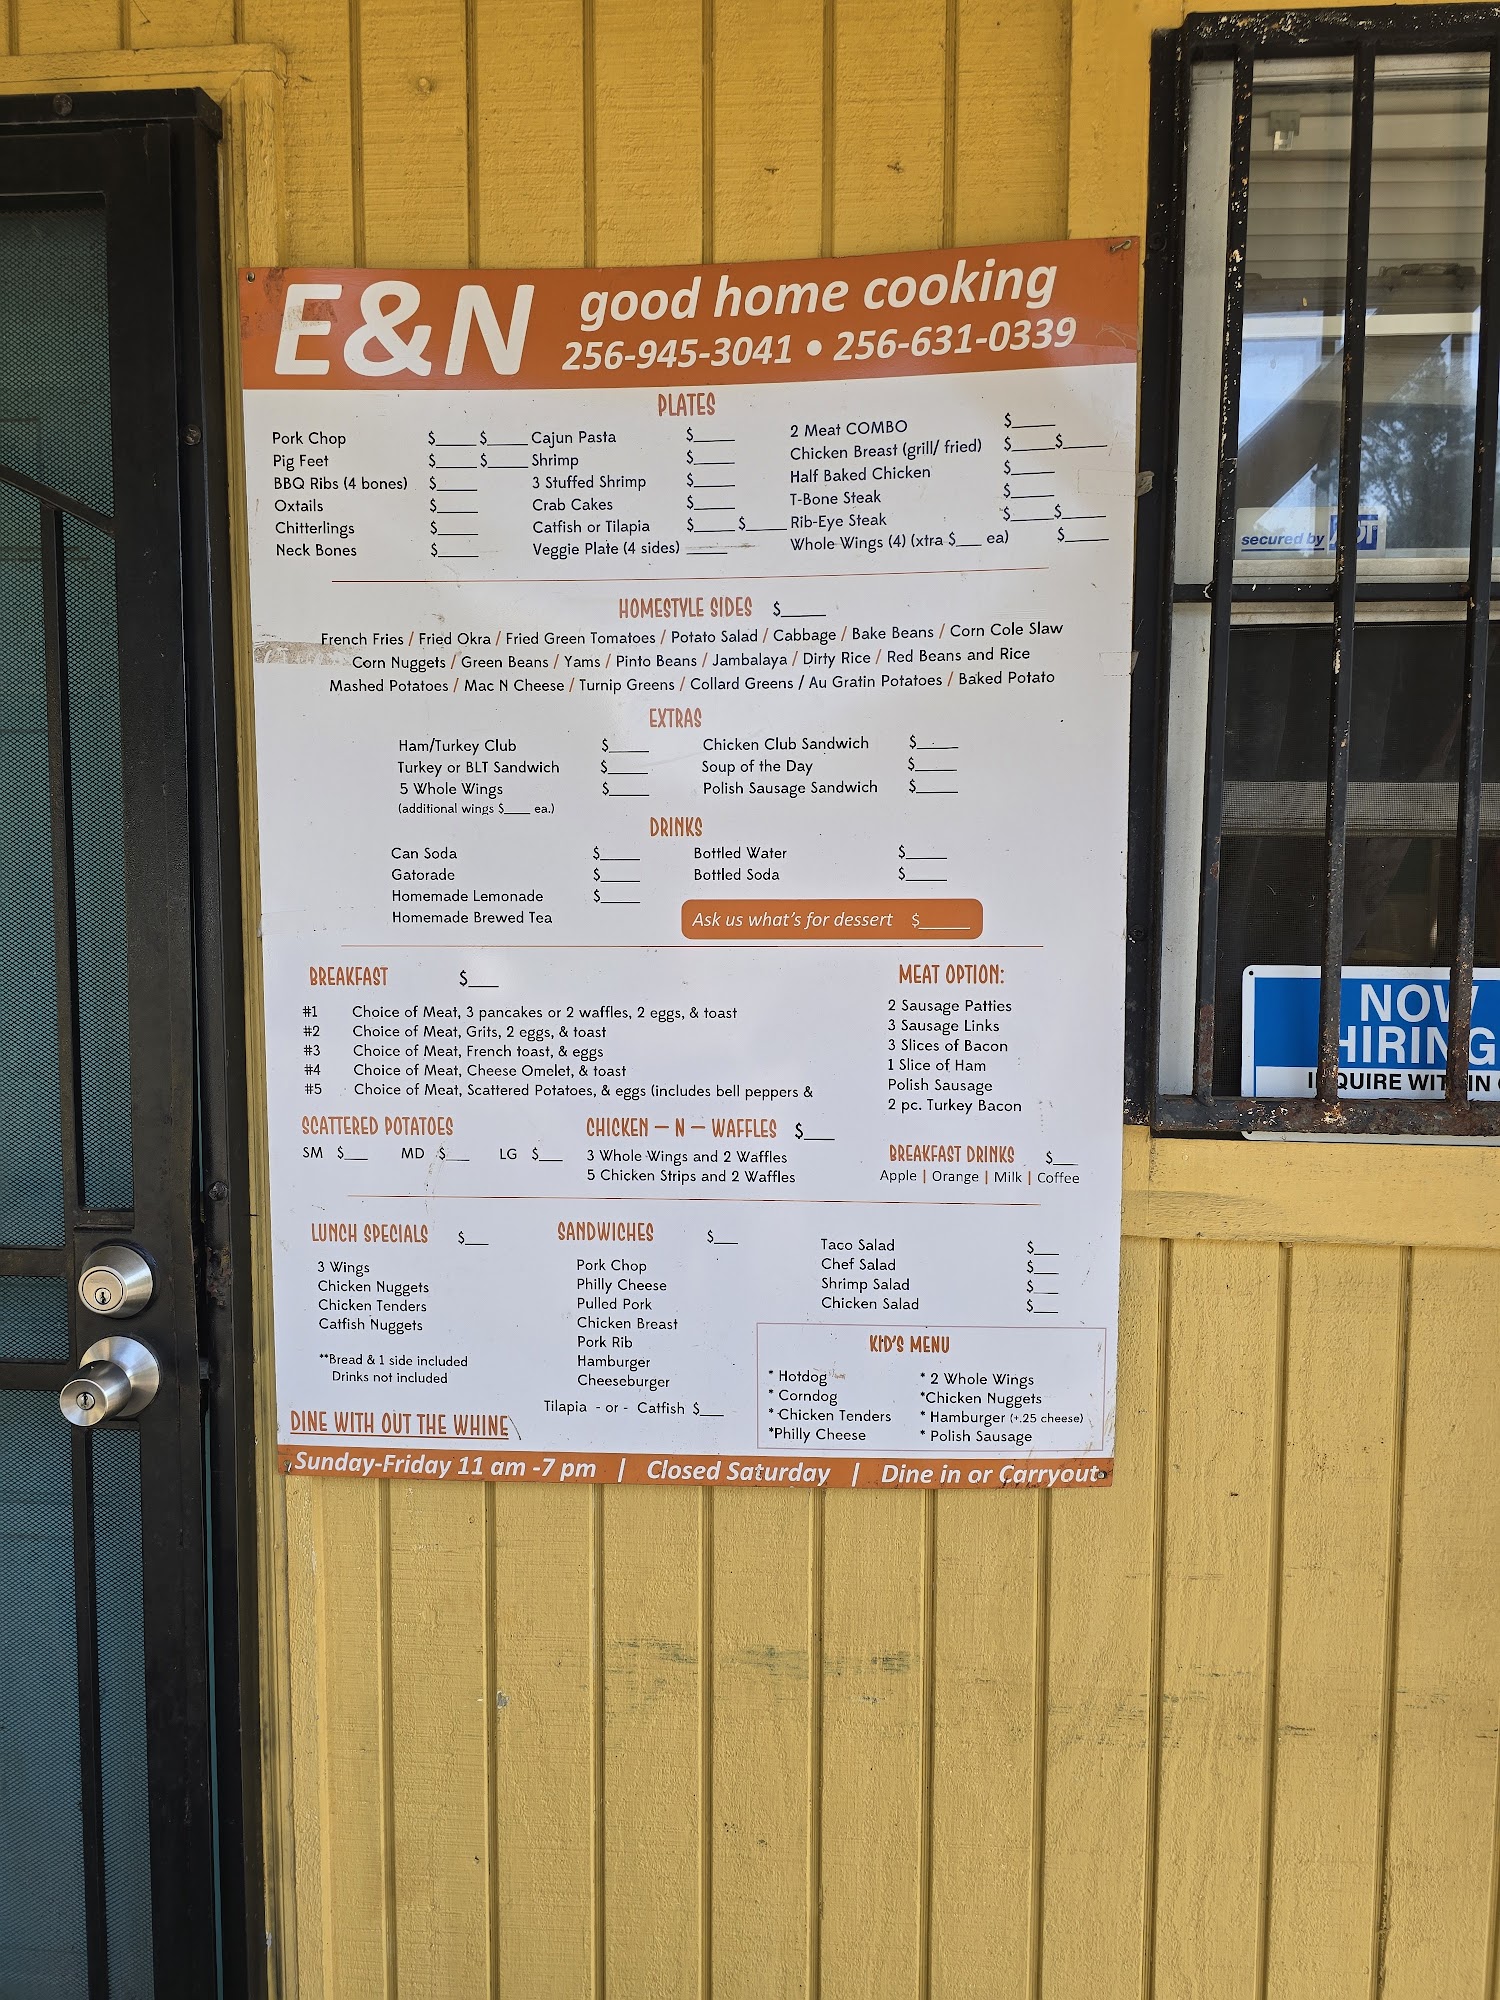 E&N good home cooking
256-945-3041 • 256-631-0339
PLATES
Pork Chop $____ $____
Pig Feet $____ $____
BBQ Ribs (4 bones) $____
Oxtails $____
Chitterlings $____
Neck Bones $____
Cajun Pasta $____
Shrimp $____
3 Stuffed Shrimp $____
Crab Cakes $____
Catfish or Tilapia $____ $____
Veggie Plate (4 sides) ____
2 Meat COMBO $____
Chicken Breast (grill/ fried) $____$____
Half Baked Chicken $____
T-Bone Steak $____
Rib-Eye Steak $____$____
Whole Wings (4) (xtra $___ ea) $____
HOMESTYLE SIDES $____
French Fries / Fried Okra / Fried Green Tomatoes / Potato Salad / Cabbage / Bake Beans / Corn Cole Slaw
Corn Nuggets / Green Beans / Yams / Pinto Beans / Jambalaya / Dirty Rice / Red Beans and Rice
Mashed Potatoes / Mac N Cheese / Turnip Greens / Collard Greens / Au Gratin Potatoes / Baked Potato
EXTRAS
Ham/Turkey Club $____
Turkey or BLT Sandwich $____
5 Whole Wings $____
(additional wings $____ ea.)
Chicken Club Sandwich $____
Soup of the Day $____
Polish Sausage Sandwich $____
DRINKS
Can Soda $____
Gatorade $____
Homemade Lemonade $____
Homemade Brewed Tea
Bottled Water $____
Bottled Soda $____
Ask us what's for dessert $____
BREAKFAST $___
#1 Choice of Meat, 3 pancakes or 2 waffles, 2 eggs, & toast
#2 Choice of Meat, Grits, 2 eggs, & toast
#3 Choice of Meat, French toast, & eggs
#4 Choice of Meat, Cheese Omelet, & toast
#5 Choice of Meat, Scattered Potatoes, & eggs (includes bell peppers &
MEAT OPTION:
2 Sausage Patties
3 Sausage Links
3 Slices of Bacon
1 Slice of Ham
Polish Sausage
2 pc. Turkey Bacon
SCATTERED POTATOES
SM $___ MD $___ LG $___
CHICKEN – N – WAFFLES $___
3 Whole Wings and 2 Waffles
5 Chicken Strips and 2 Waffles
BREAKFAST DRINKS $___
Apple | Orange | Milk | Coffee
LUNCH SPECIALS $___
3 Wings
Chicken Nuggets
Chicken Tenders
Catfish Nuggets
**Bread & 1 side included
Drinks not included
DINE WITH OUT THE WHINE
SANDWICHES $___
Pork Chop
Philly Cheese
Pulled Pork
Chicken Breast
Pork Rib
Hamburger
Cheeseburger
Tilapia - or - Catfish $___
Taco Salad $___
Chef Salad $___
Shrimp Salad $___
Chicken Salad $___
KID'S MENU
* Hotdog
* Corndog
* Chicken Tenders
*Philly Cheese
* 2 Whole Wings
*Chicken Nuggets
* Hamburger (+.25 cheese)
* Polish Sausage
Sunday-Friday 11 am -7 pm | Closed Saturday | Dine in or Carryout
secured by ADT
NOW
HIRING
INQUIRE WITHIN